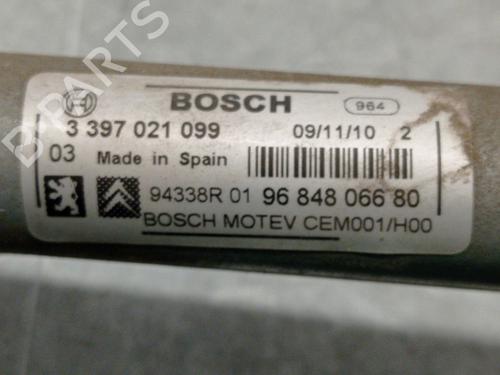 B-PARTS
BOSCH 964
3 397 021 099 09/11/10 2
03 Made in Spain
94338R 01 96 848 066 80
BOSCH MOTEV CEM001/H00